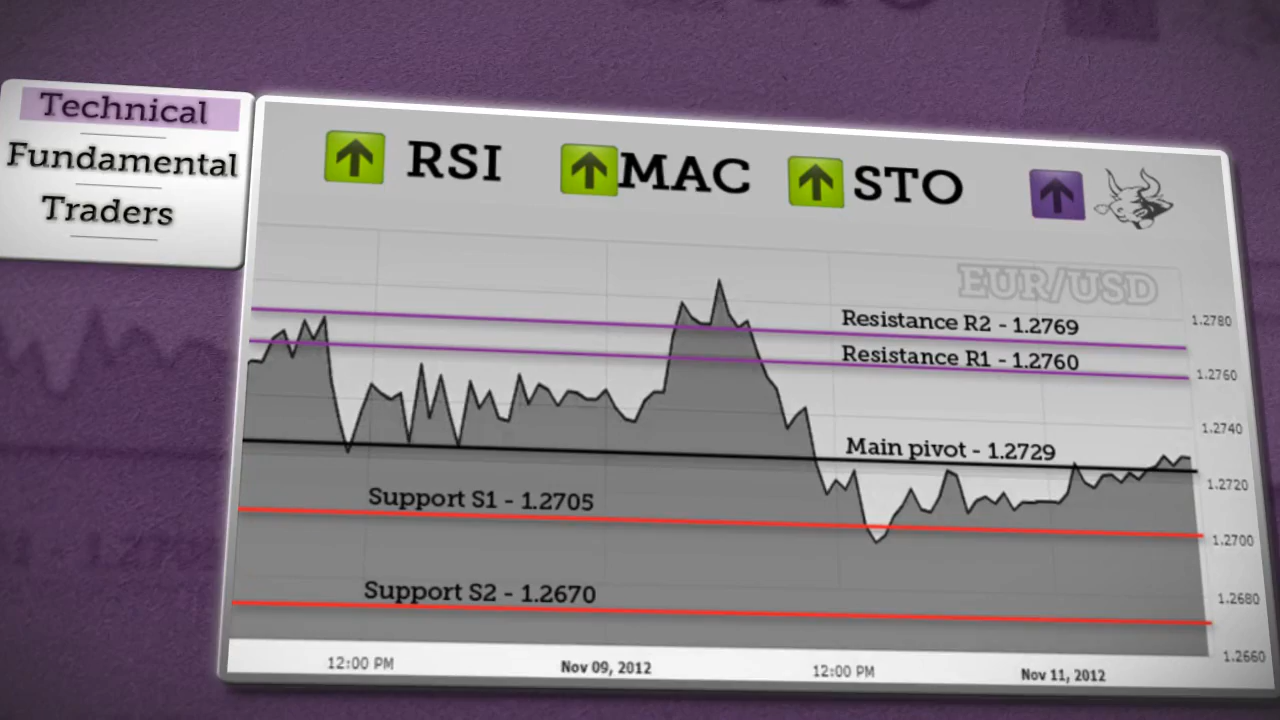 Technical
Fundamental
Traders
RSI MAC STO
EUR/USD
Resistance R2 - 1.2769
Resistance R1 - 1.2760
Main pivot - 1.2729
Support S1 - 1.2705
Support S2 - 1.2670
1.2780
1.2760
1.2740
1.2720
1.2700
1.2680
1.2660
12:00 PM Nov 09, 2012 12:00 PM Nov 11, 2012